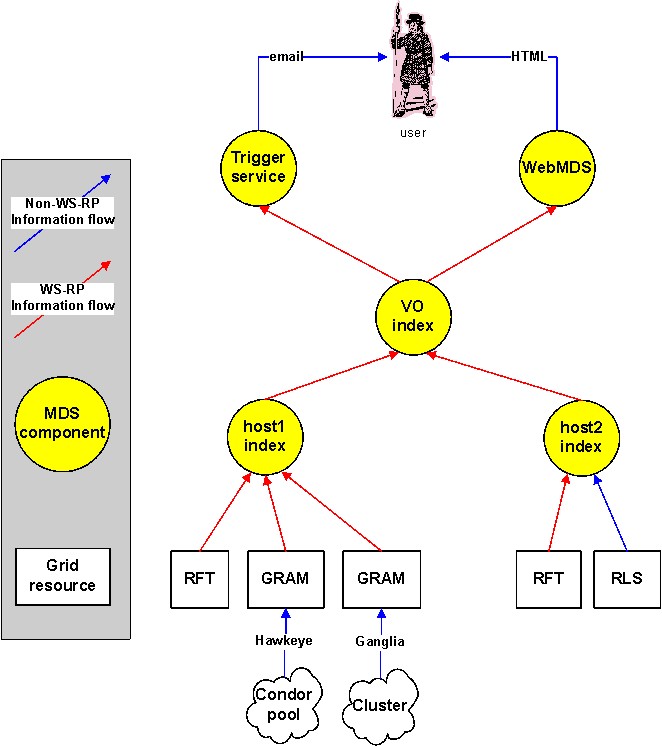 email
HTML
user
Trigger
service
WebMDS
Non-WS-RP
Information flow
WS-RP
Information flow
VO
index
MDS
component
host1
index
host2
index
Grid
resource
RFT
GRAM
GRAM
RFT
RLS
Hawkeye
Ganglia
Condor
pool
Cluster